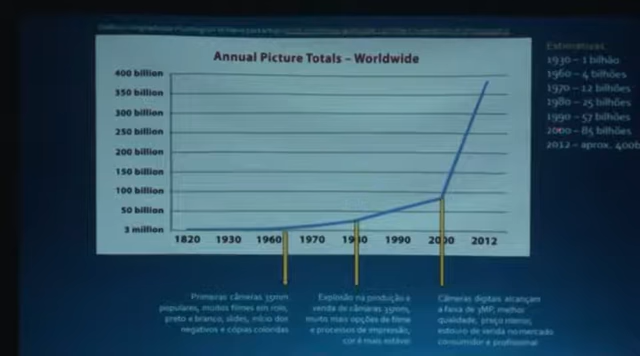 Annual Picture Totals – Worldwide
400 billion
350 billion
300 billion
250 billion
200 billion
150 billion
100 billion
50 billion
3 million
1820 1930 1960 1970 1980 1990 2000 2012
Estimativas
1930 – 1 bilhão
1960 – 4 bilhões
1970 – 12 bilhões
1980 – 25 bilhões
1990 – 57 bilhões
2000 – 85 bilhões
2012 – aprox. 400b
Primeiras câmeras 35mm
populares, muitos filmes em rolo,
preto e branco, slides, início dos
negativos e cópias coloridas
Explosão na produção e
venda de câmaras 35mm,
muito mais opções de filme
e processos de impressão,
cor é mais estável
Câmeras digitais alcançam
a faixa de 3MP, melhor
qualidade, preço menor,
estouro de venda no mercado
consumidor e profissional